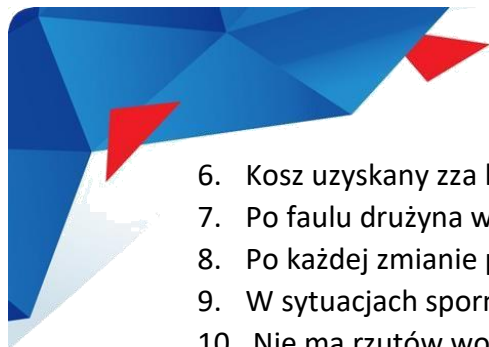 6. Kosz uzyskany zza
7. Po faulu drużyna
8. Po każdej zmianie
9. W sytuacjach
10. Nie ma rzutów